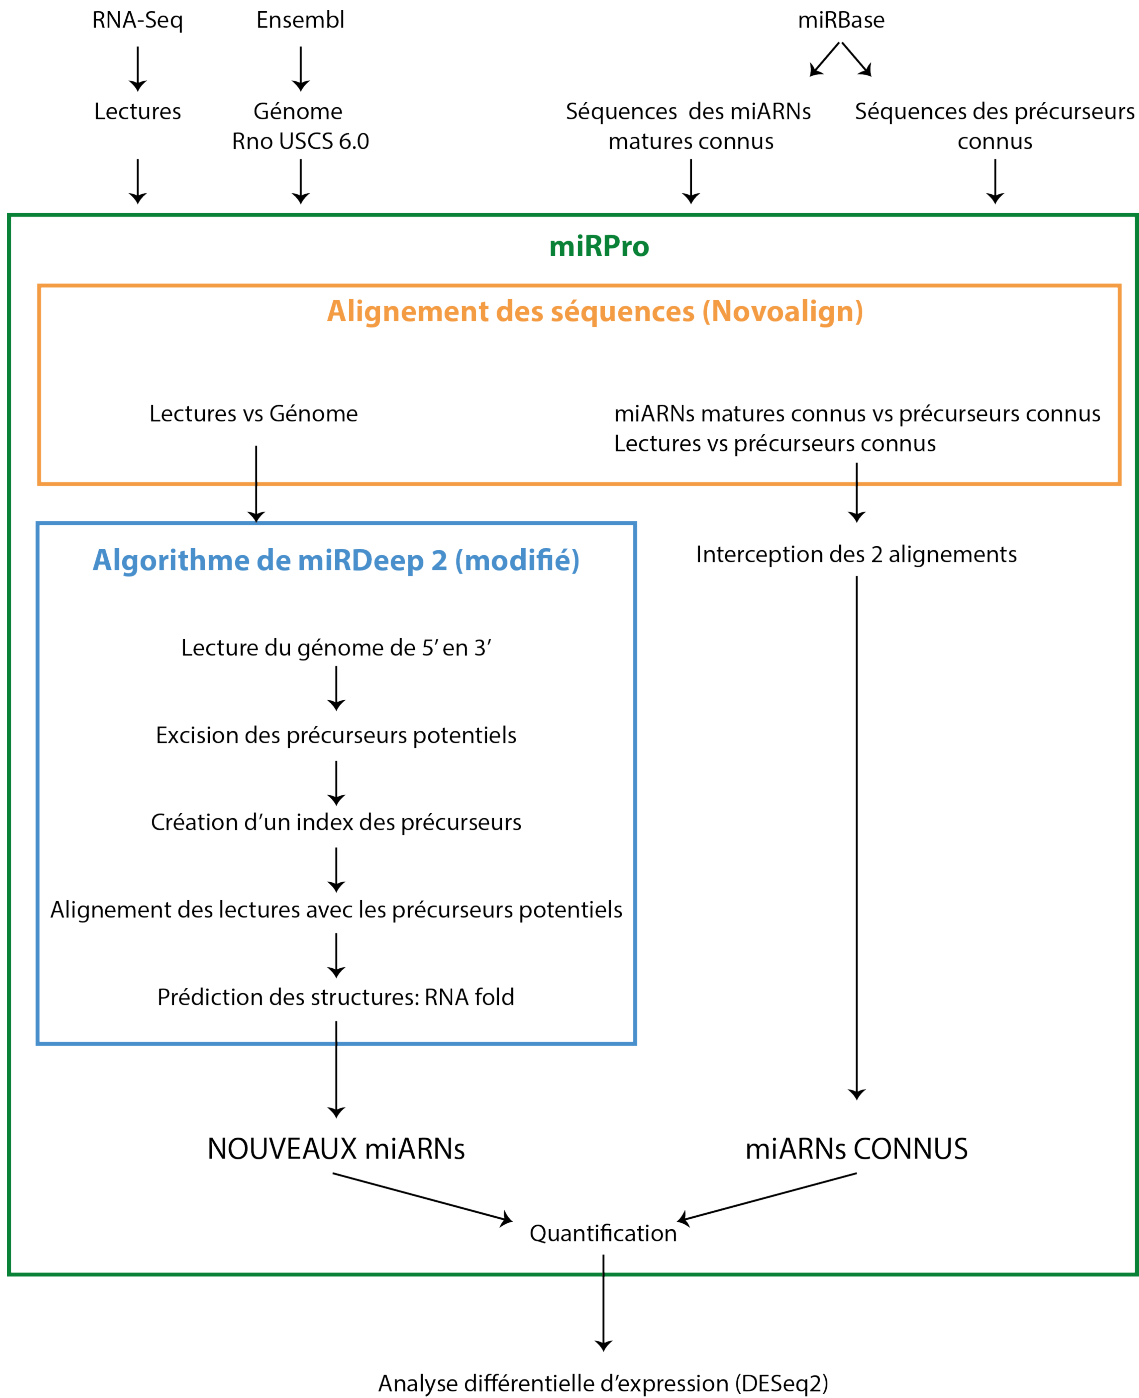 RNA-Seq
Ensembl
miRBase
Lectures
Génome
Rno USCS 6.0
Séquences des miARNs
matures connus
Séquences des précurseurs
connus
miRPro
Alignement des séquences (Novoalign)
Lectures vs Génome
miARNs matures connus vs précurseurs connus
Lectures vs précurseurs connus
Algorithme de miRDeep 2 (modifié)
Interception des 2 alignements
Lecture du génome de 5’ en 3’
Excision des précurseurs potentiels
Création d’un index des précurseurs
Alignement des lectures avec les précurseurs potentiels
Prédiction des structures: RNA fold
NOUVEAUX miARNs
miARNs CONNUS
Quantification
Analyse différentielle d’expression (DESeq2)